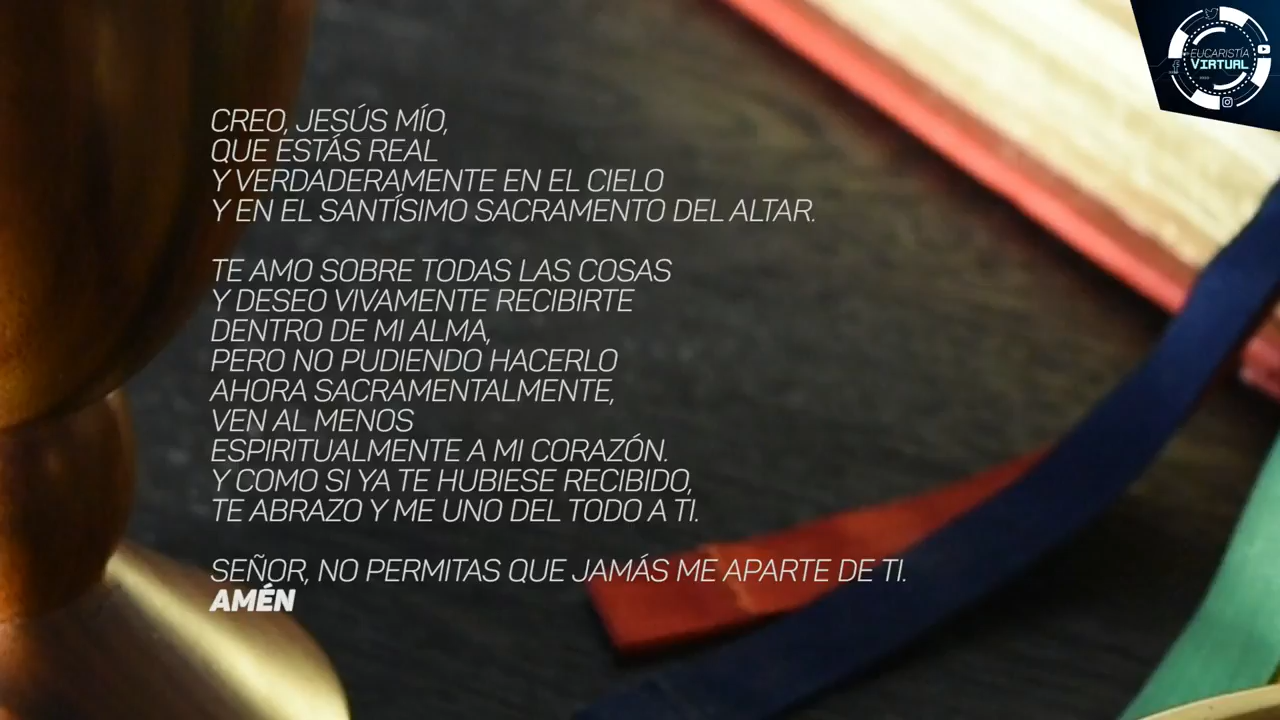 EUCARISTÍA
VIRTUAL
CREO, JESÚS MÍO,
QUE ESTÁS REAL
Y VERDADERAMENTE EN EL CIELO
Y EN EL SANTÍSIMO SACRAMENTO DEL ALTAR.
TE AMO SOBRE TODAS LAS COSAS
Y DESEO VIVAMENTE RECIBIRTE
DENTRO DE MI ALMA,
PERO NO PUDIENDO HACERLO
AHORA SACRAMENTALMENTE,
VEN AL MENOS
ESPIRITUALMENTE A MI CORAZÓN.
Y COMO SI YA TE HUBIESE RECIBIDO,
TE ABRAZO Y ME UNO DEL TODO A TI.
SEÑOR, NO PERMITAS QUE JAMÁS ME APARTE DE TI.
AMÉN